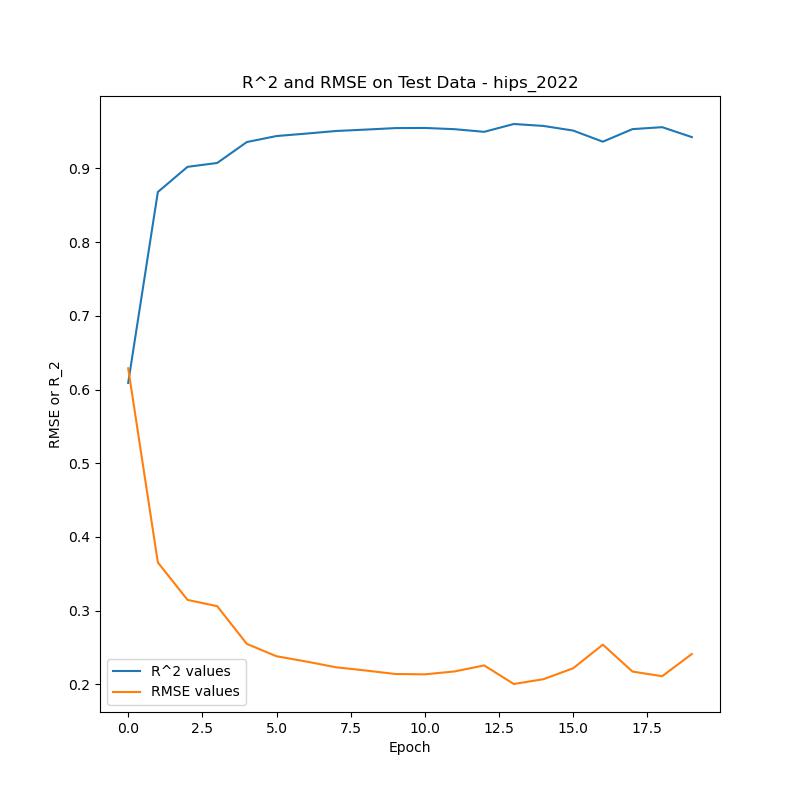 R^2 and RMSE on Test Data - hips_2022
RMSE or R_2
0.9
0.8
0.7
0.6
0.5
0.4
0.3
0.2
R^2 values
RMSE values
0.0 2.5 5.0 7.5 10.0 12.5 15.0 17.5
Epoch